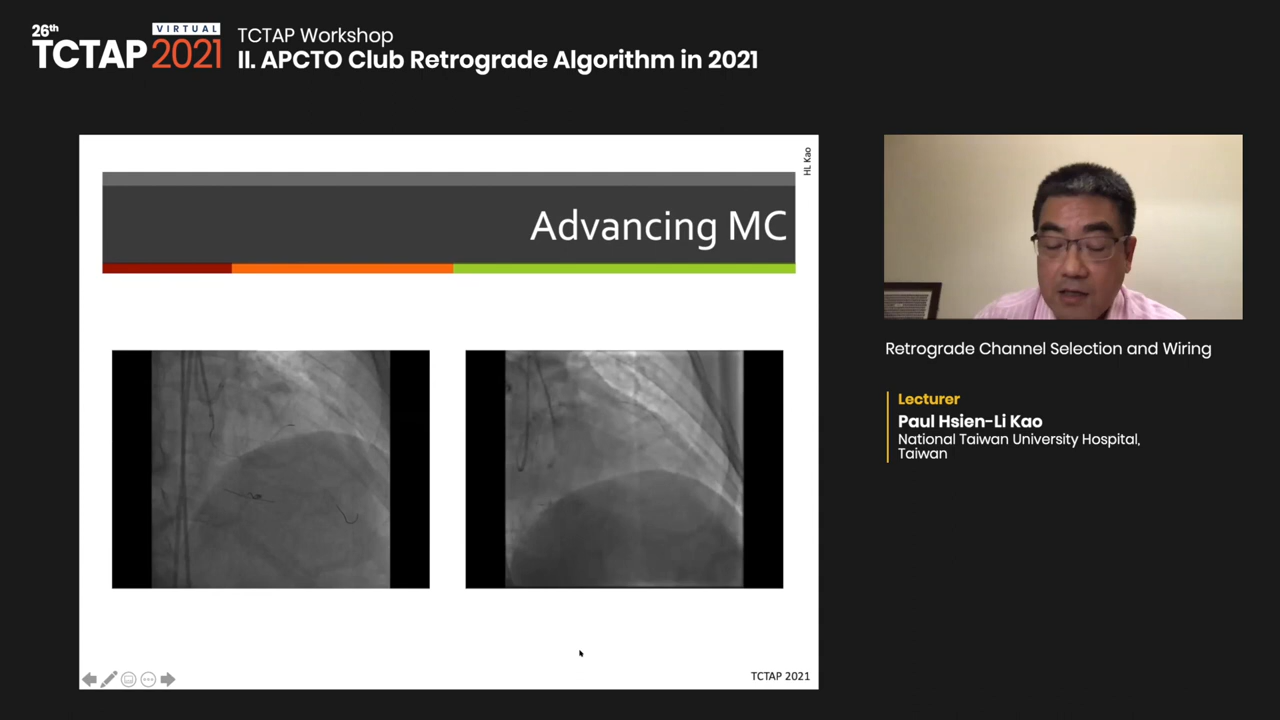 26th
VIRTUAL
TCTAP 2021
TCTAP Workshop
II. APCTO Club Retrograde Algorithm in 2021
HL Kao
Advancing MC
TCTAP 2021
Retrograde Channel Selection and Wiring
Lecturer
Paul Hsien-Li Kao
National Taiwan University Hospital,
Taiwan